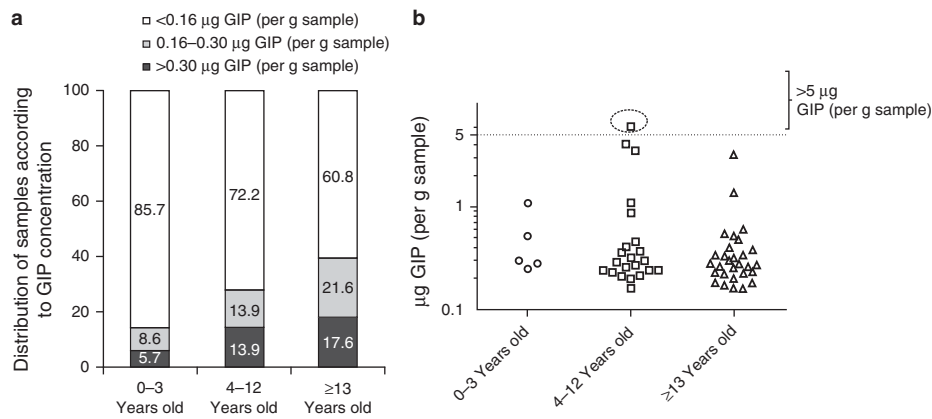 a
<0.16 µg GIP (per g sample)
0.16–0.30 µg GIP (per g sample)
>0.30 µg GIP (per g sample)
Distribution of samples according
to GIP concentration
100
80
60
40
20
0
85.7
8.6
5.7
72.2
13.9
13.9
60.8
21.6
17.6
0–3
Years old
4–12
Years old
≥13
Years old
b
>5 µg
GIP (per g sample)
µg GIP (per g sample)
5
1
0.1
0–3 Years old
4–12 Years old
≥13 Years old